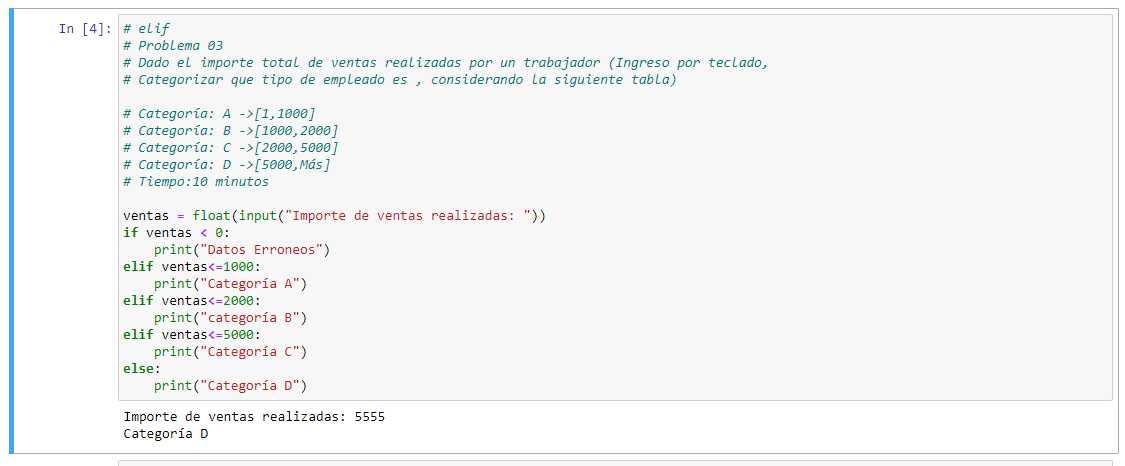 In [4]:
# elif
# Problema 03
# Dado el importe total de ventas realizadas por un trabajador (Ingreso por teclado,
# Categorizar que tipo de empleado es , considerando la siguiente tabla)
# Categoría: A ->[1,1000]
# Categoría: B ->[1000,2000]
# Categoría: C ->[2000,5000]
# Categoría: D ->[5000,Más]
# Tiempo:10 minutos
ventas = float(input("Importe de ventas realizadas: "))
if ventas < 0:
    print("Datos Erroneos")
elif ventas<=1000:
    print("Categoría A")
elif ventas<=2000:
    print("categoría B")
elif ventas<=5000:
    print("Categoría C")
else:
    print("Categoría D")
Importe de ventas realizadas: 5555
Categoría D